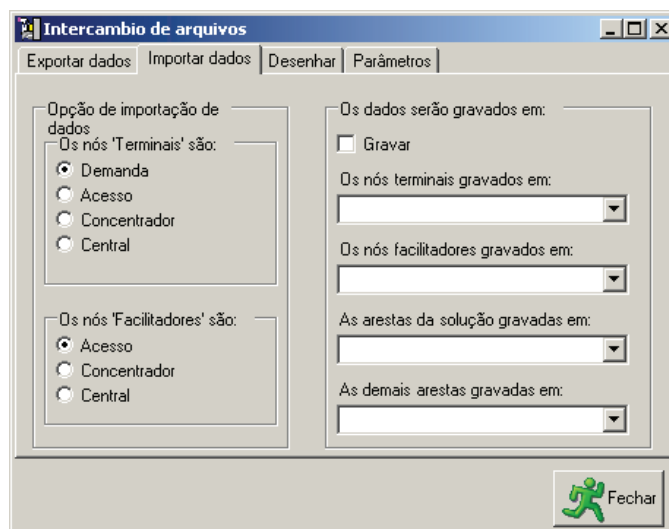 Intercambio de arquivos
Exportar dados
Importar dados
Desenhar
Parâmetros
Opção de importação de
dados
Os nós 'Terminais' são:
Demanda
Acesso
Concentrador
Central
Os nós 'Facilitadores' são:
Acesso
Concentrador
Central
Os dados serão gravados em:
Gravar
Os nós terminais gravados em:
Os nós facilitadores gravados em:
As arestas da solução gravadas em:
As demais arestas gravadas em:
Fechar